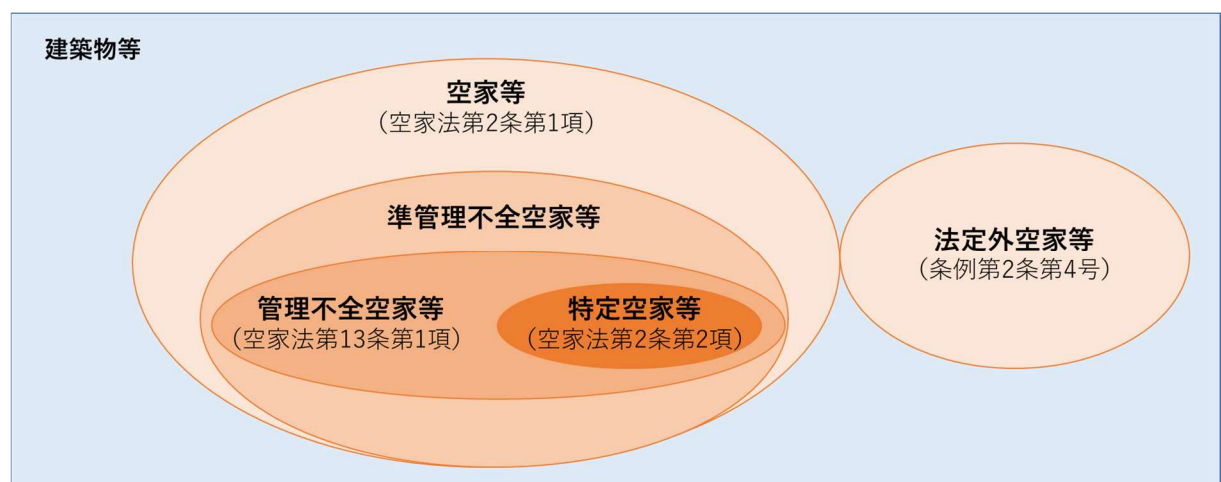 建築物等
空家等
（空家法第2条第1項）
準管理不全空家等
法定外空家等
（条例第2条第4号）
管理不全空家等
（空家法第13条第1項）
特定空家等
（空家法第2条第2項）